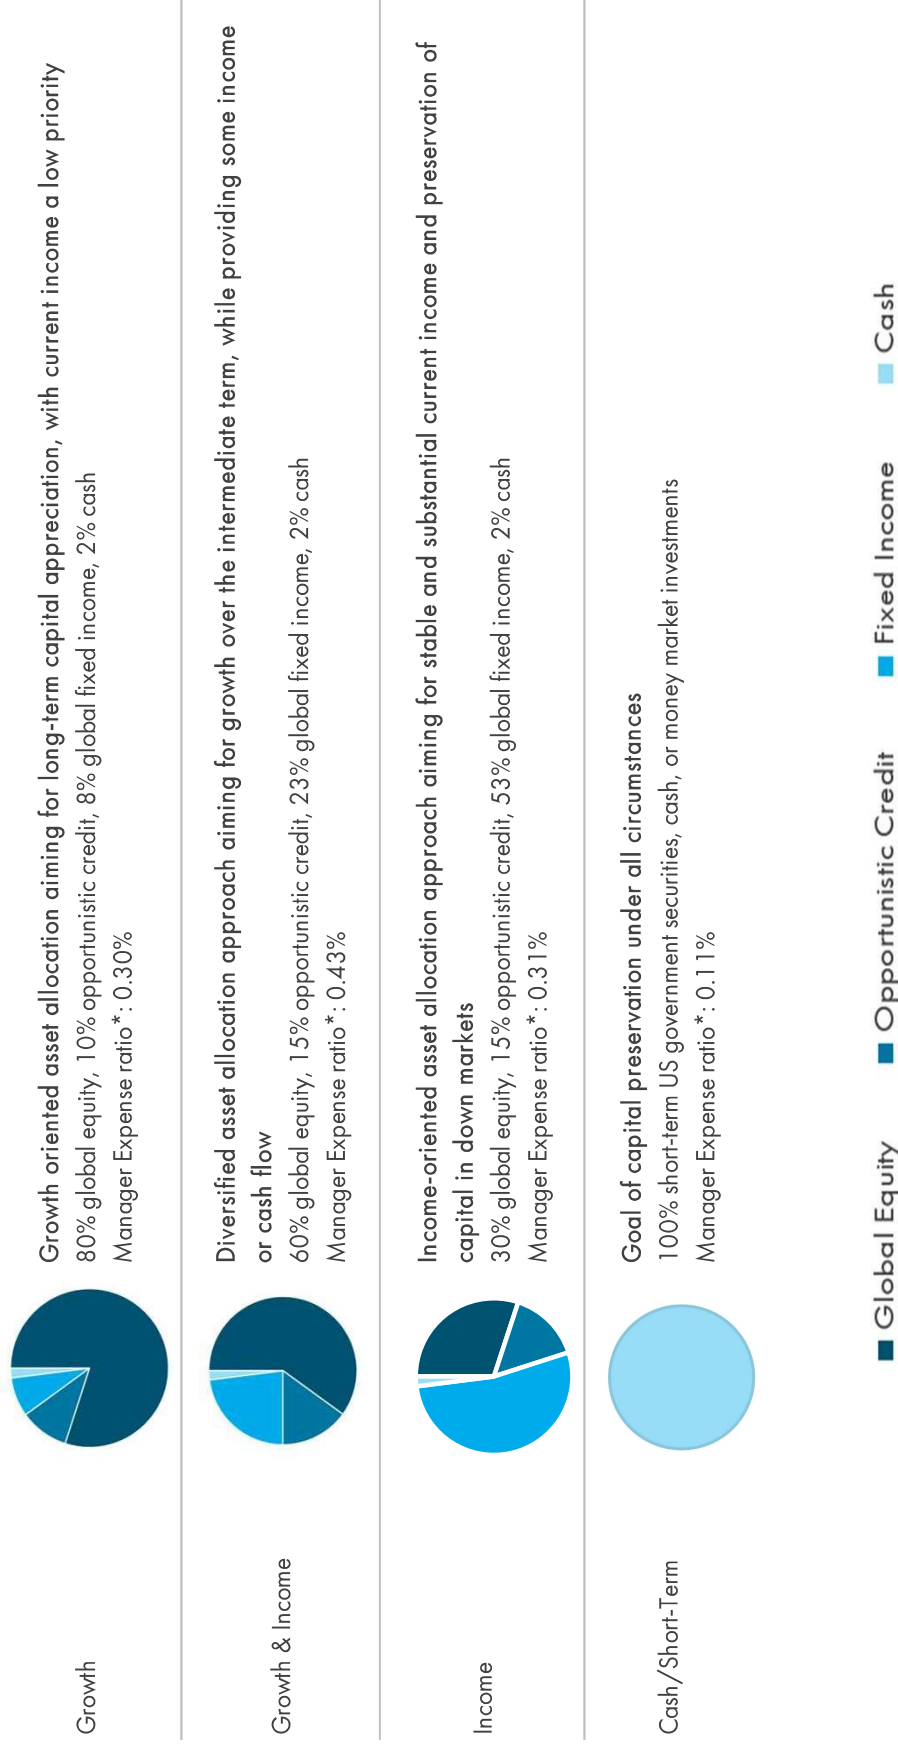 Growth
Growth oriented asset allocation aiming for long-term capital appreciation, with current income a low priority
80% global equity, 10% opportunistic credit, 8% global fixed income, 2% cash
Manager Expense ratio*: 0.30%
Growth & Income
Diversified asset allocation approach aiming for growth over the intermediate term, while providing some income
or cash flow
60% global equity, 15% opportunistic credit, 23% global fixed income, 2% cash
Manager Expense ratio*: 0.43%
Income
Income-oriented asset allocation approach aiming for stable and substantial current income and preservation of
capital in down markets
30% global equity, 15% opportunistic credit, 53% global fixed income, 2% cash
Manager Expense ratio*: 0.31%
Cash/Short-Term
Goal of capital preservation under all circumstances
100% short-term US government securities, cash, or money market investments
Manager Expense ratio*: 0.11%
Global Equity Opportunistic Credit Fixed Income Cash